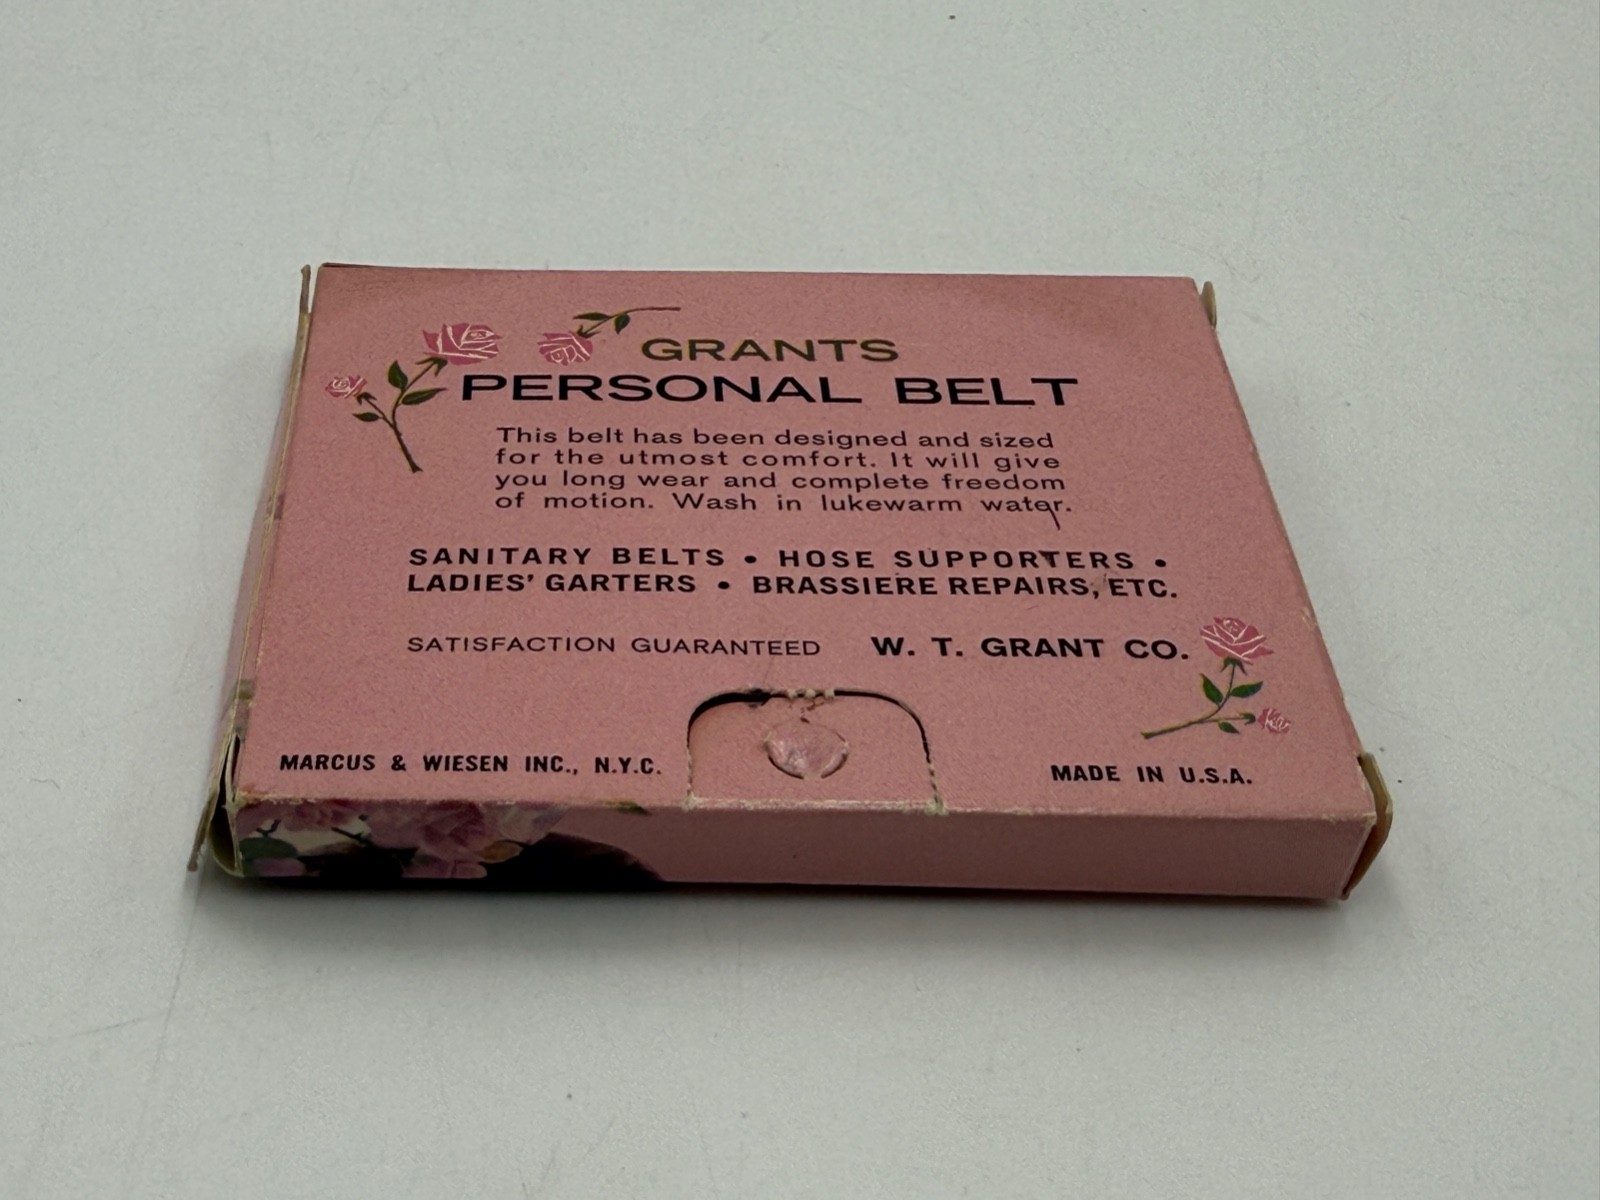 GRANTS
PERSONAL BELT
This belt has been designed and sized
for the utmost comfort. It will give
you long wear and complete freedom
of motion. Wash in lukewarm water.
SANITARY BELTS • HOSE SUPPORTERS •
LADIES' GARTERS • BRASSIERE REPAIRS, ETC.
SATISFACTION GUARANTEED W. T. GRANT CO.
MARCUS & WIESEN INC., N.Y.C. MADE IN U.S.A.